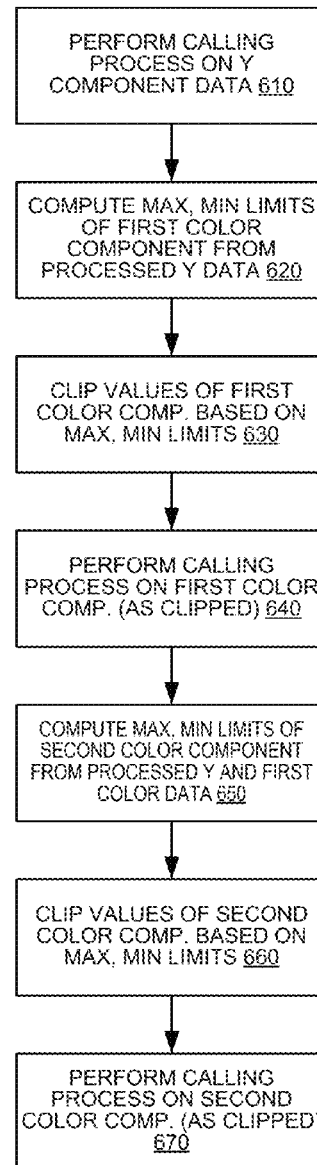 PERFORM CALLING
PROCESS ON Y
COMPONENT DATA 610
COMPUTE MAX, MIN LIMITS
OF FIRST COLOR
COMPONENT FROM
PROCESSED Y DATA 620
CLIP VALUES OF FIRST
COLOR COMP. BASED ON
MAX, MIN LIMITS 630
PERFORM CALLING
PROCESS ON FIRST COLOR
COMP. (AS CLIPPED) 640
COMPUTE MAX, MIN LIMITS OF
SECOND COLOR COMPONENT
FROM PROCESSED Y AND FIRST
COLOR DATA 650
CLIP VALUES OF SECOND
COLOR COMP. BASED ON
MAX, MIN LIMITS 660
PERFORM CALLING
PROCESS ON SECOND
COLOR COMP. (AS CLIPPED)
670